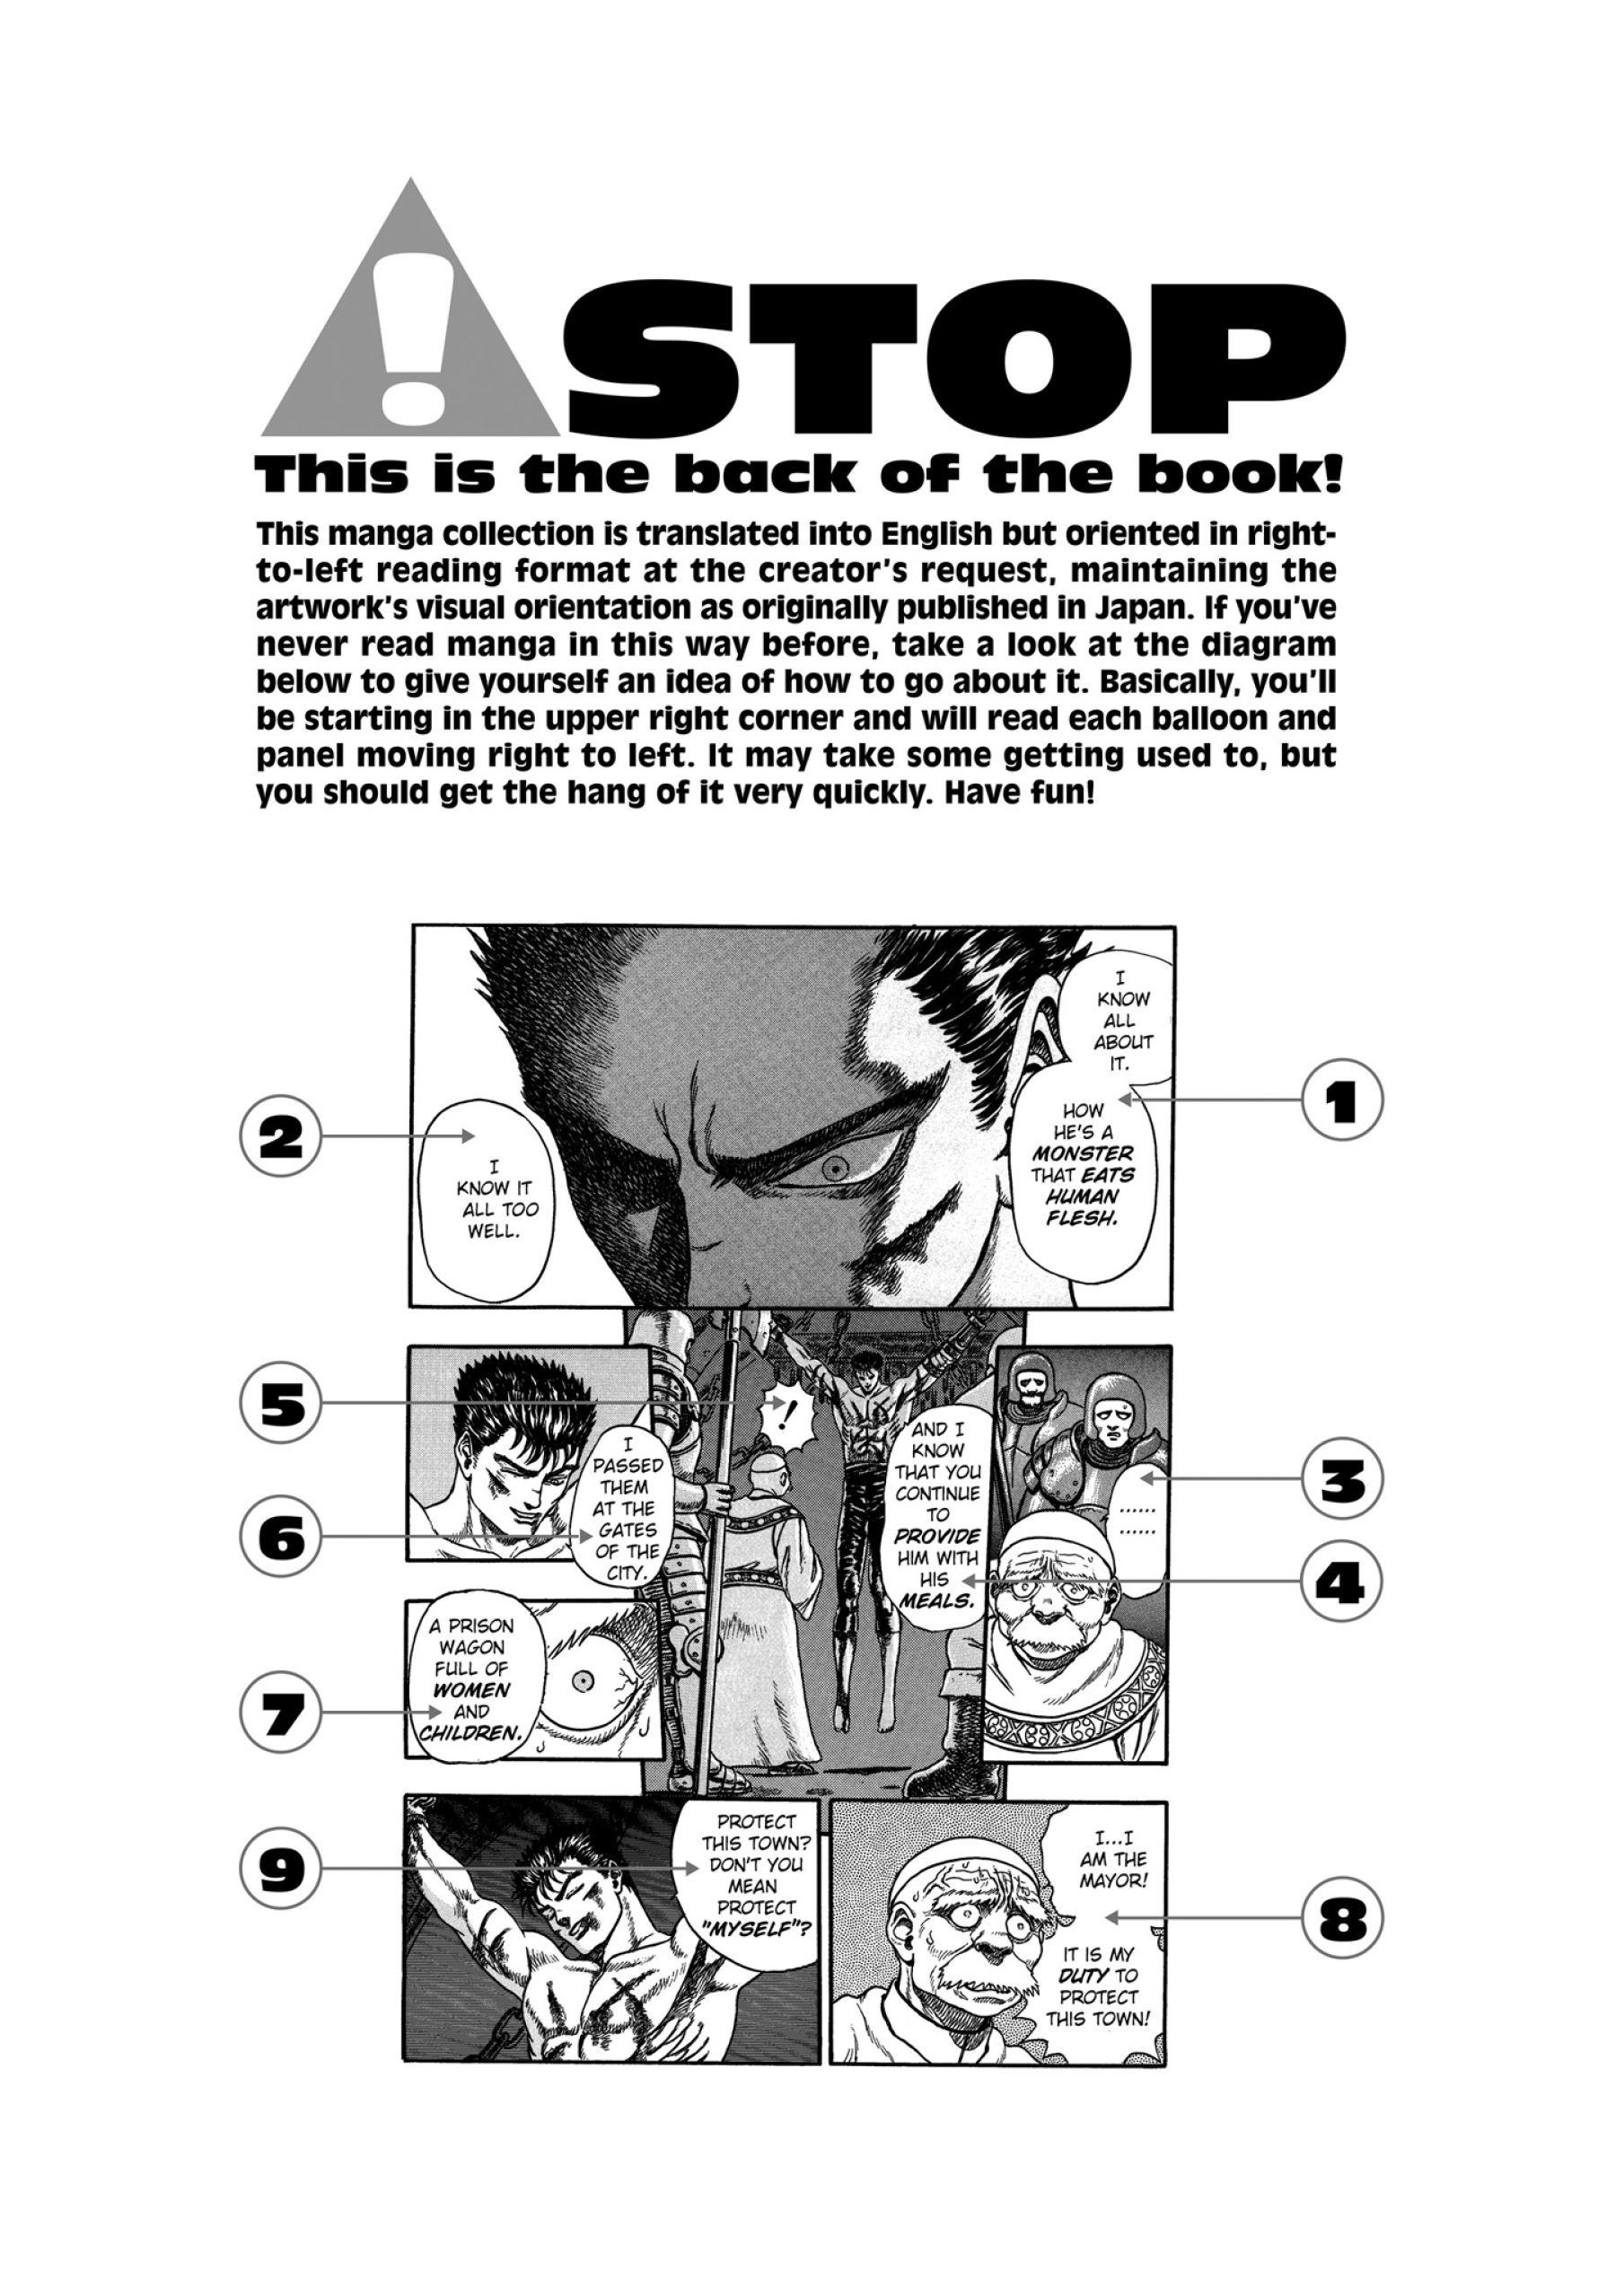 !
STOP
This is the back of the book!
This manga collection is translated into English but oriented in right-
to-left reading format at the creator's request, maintaining the
artwork's visual orientation as originally published in Japan. If you've
never read manga in this way before, take a look at the diagram
below to give yourself an idea of how to go about it. Basically, you'll
be starting in the upper right corner and will read each balloon and
panel moving right to left. It may take some getting used to, but
you should get the hang of it very quickly. Have fun!
1
I
KNOW
ALL
ABOUT
IT.
HOW
HE'S A
MONSTER
THAT EATS
HUMAN
FLESH.
2
I
KNOW IT
ALL TOO
WELL.
3
......
......
4
AND I
KNOW
THAT YOU
CONTINUE
TO
PROVIDE
HIM WITH
HIS
MEALS.
5
!
6
I
PASSED
THEM
AT THE
GATES
OF THE
CITY.
7
A PRISON
WAGON
FULL OF
WOMEN
AND
CHILDREN.
8
I...I
AM THE
MAYOR!
IT IS MY
DUTY TO
PROTECT
THIS TOWN!
9
PROTECT
THIS TOWN?
DON'T YOU
MEAN
PROTECT
"MYSELF"?